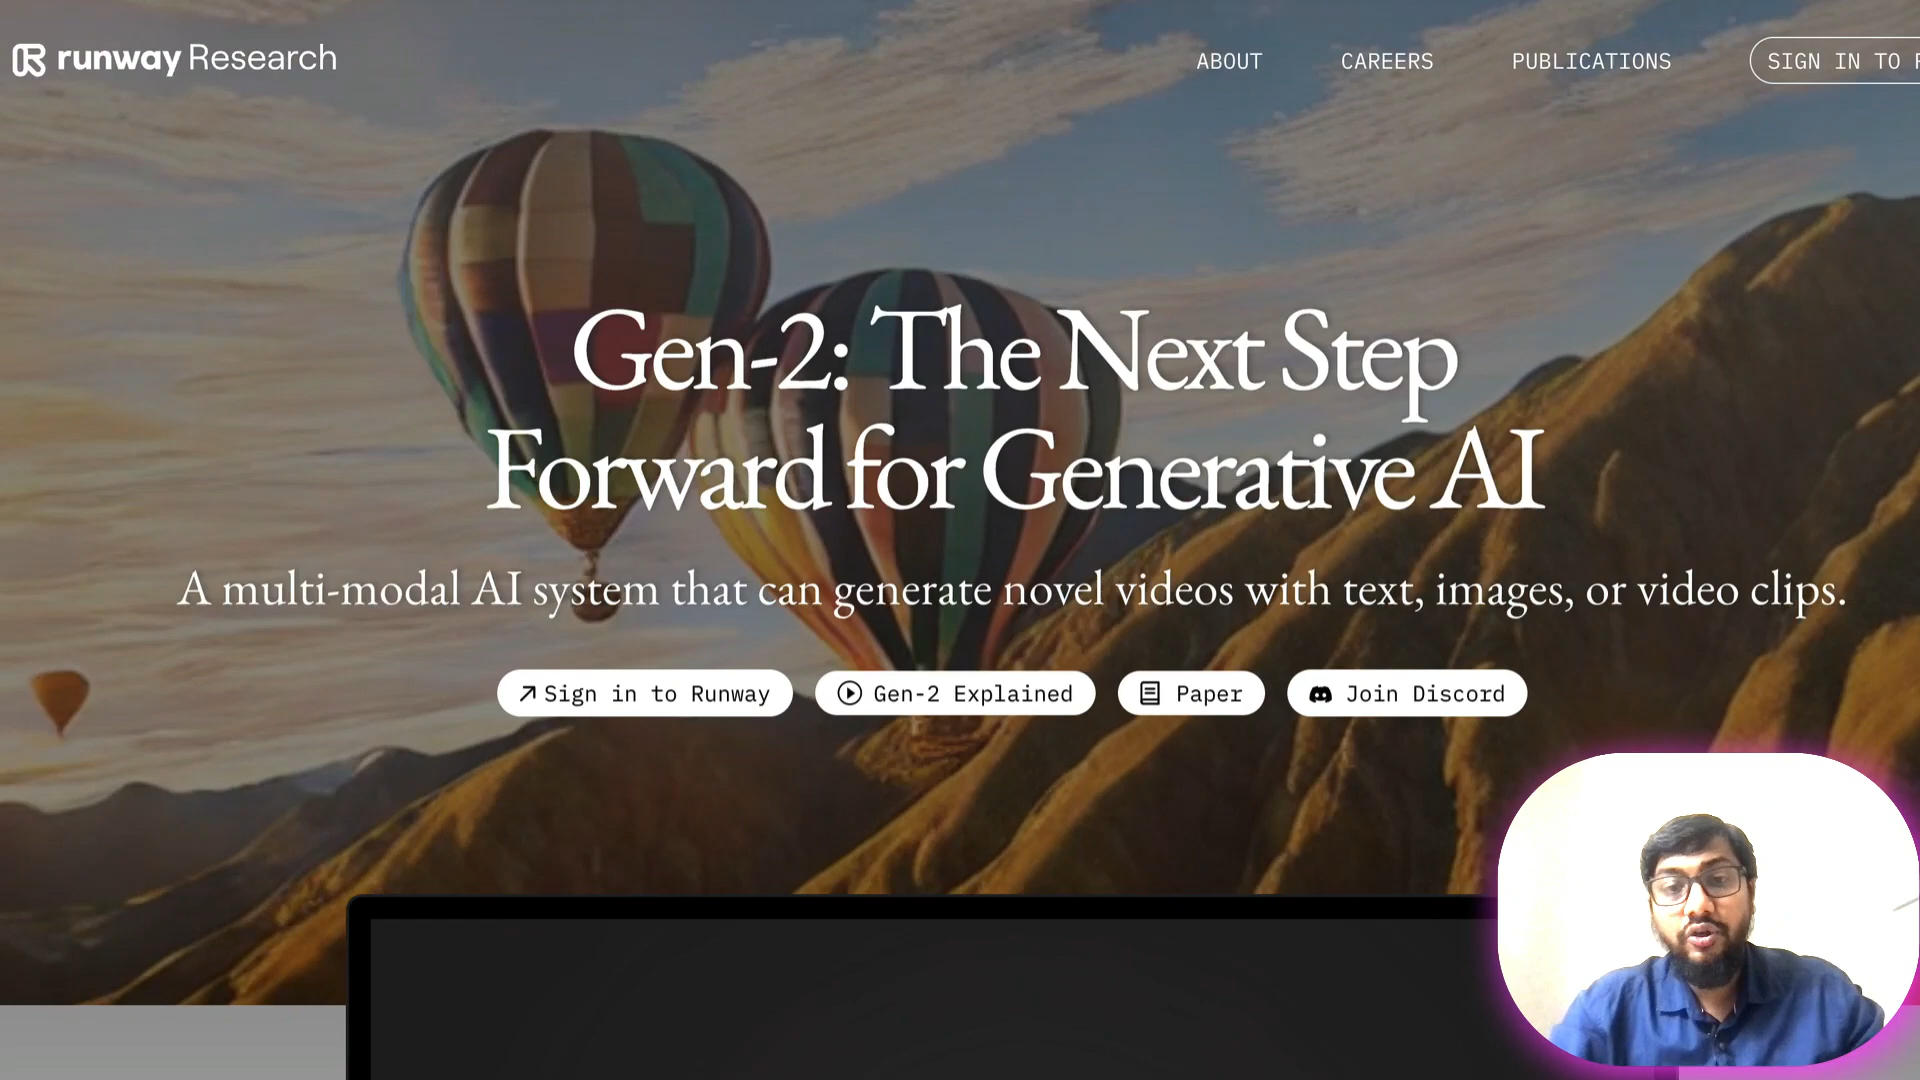 runway Research
ABOUT CAREERS PUBLICATIONS SIGN IN TO
Gen-2: The Next Step
Forward for Generative AI
A multi-modal AI system that can generate novel videos with text, images, or video clips.
Sign in to Runway Gen-2 Explained Paper Join Discord